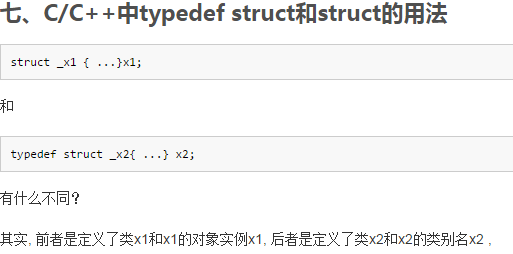 七、C/C++中typedef struct和struct的用法
struct _x1 { ...}x1;
和
typedef struct _x2{ ...} x2;
有什么不同？
其实, 前者是定义了类x1和x1的对象实例x1, 后者是定义了类x2和x2的类别名x2 ,